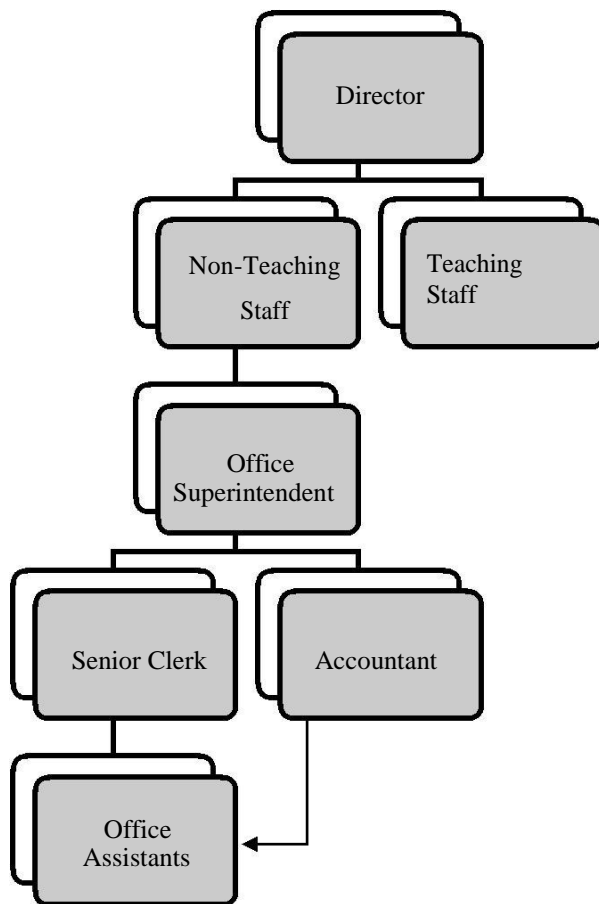 Director
Non-Teaching
Staff
Teaching
Staff
Office
Superintendent
Senior Clerk
Accountant
Office
Assistants